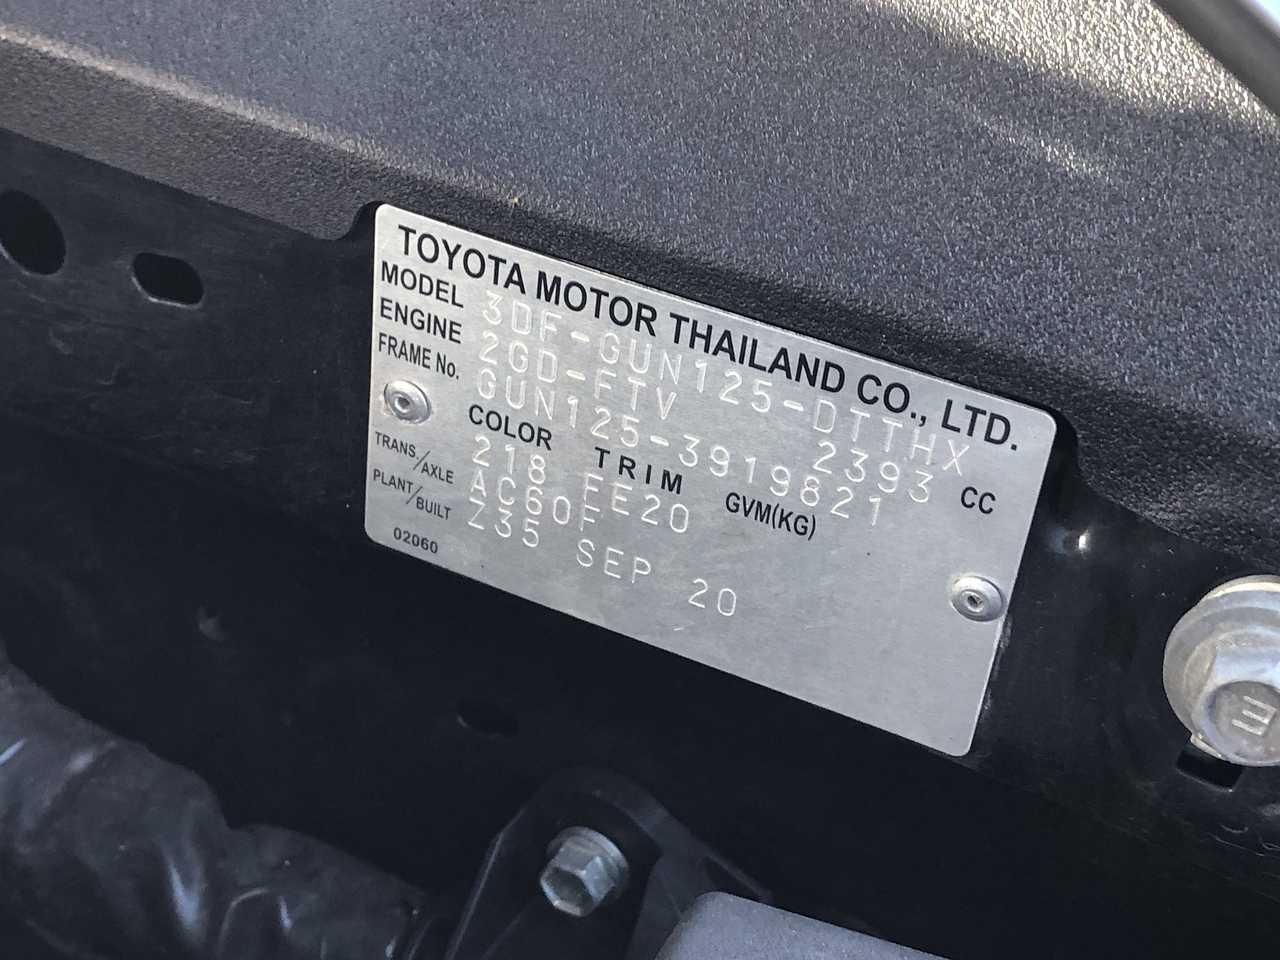 TOYOTA MOTOR THAILAND CO., LTD.
MODEL 3DF-GUN125-DTTHX
ENGINE 2GD-FTV 2393 CC
FRAME No. GUN125-3919821
COLOR TRIM GVM(KG)
218 FE20
TRANS./AXLE AC60F
PLANT/BUILT Z35 SEP 20
02060